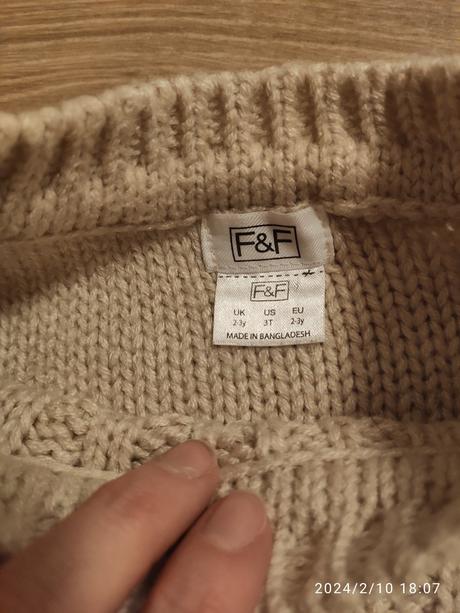 F&F
F&F
UK US EU
2-3y 3T 2-3y
MADE IN BANGLADESH
2024/2/10 18:07